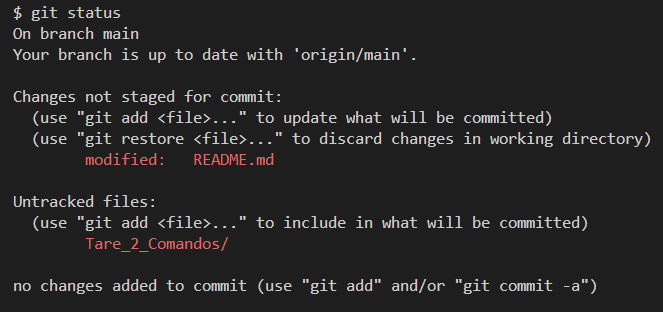 $ git status
On branch main
Your branch is up to date with 'origin/main'.
Changes not staged for commit:
(use "git add <file>..." to update what will be committed)
(use "git restore <file>..." to discard changes in working directory)
modified:   README.md
Untracked files:
(use "git add <file>..." to include in what will be committed)
Tare_2_Comandos/
no changes added to commit (use "git add" and/or "git commit -a")